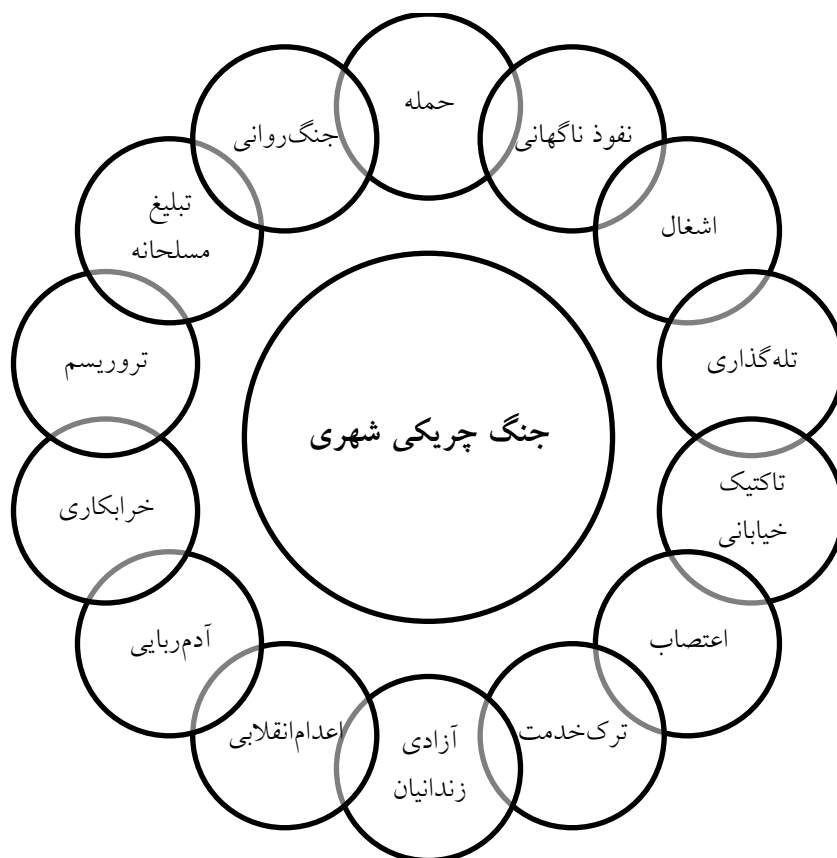 حمله
نفوذ ناگهانی
اشغال
تله‌گذاری
تاکتیک
خیابانی
اعتصاب
ترک‌خدمت
آزادی
زندانیان
اعدام‌انقلابی
آدم‌ربایی
خرابکاری
تروریسم
تبلیغ
مسلحانه
جنگ‌روانی
جنگ چریکی شهری